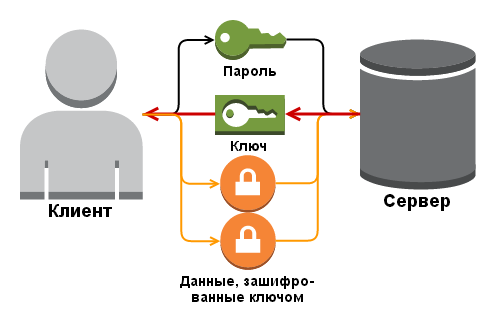 Пароль
Ключ
Клиент
Сервер
Данные, зашифро-
ванные ключом